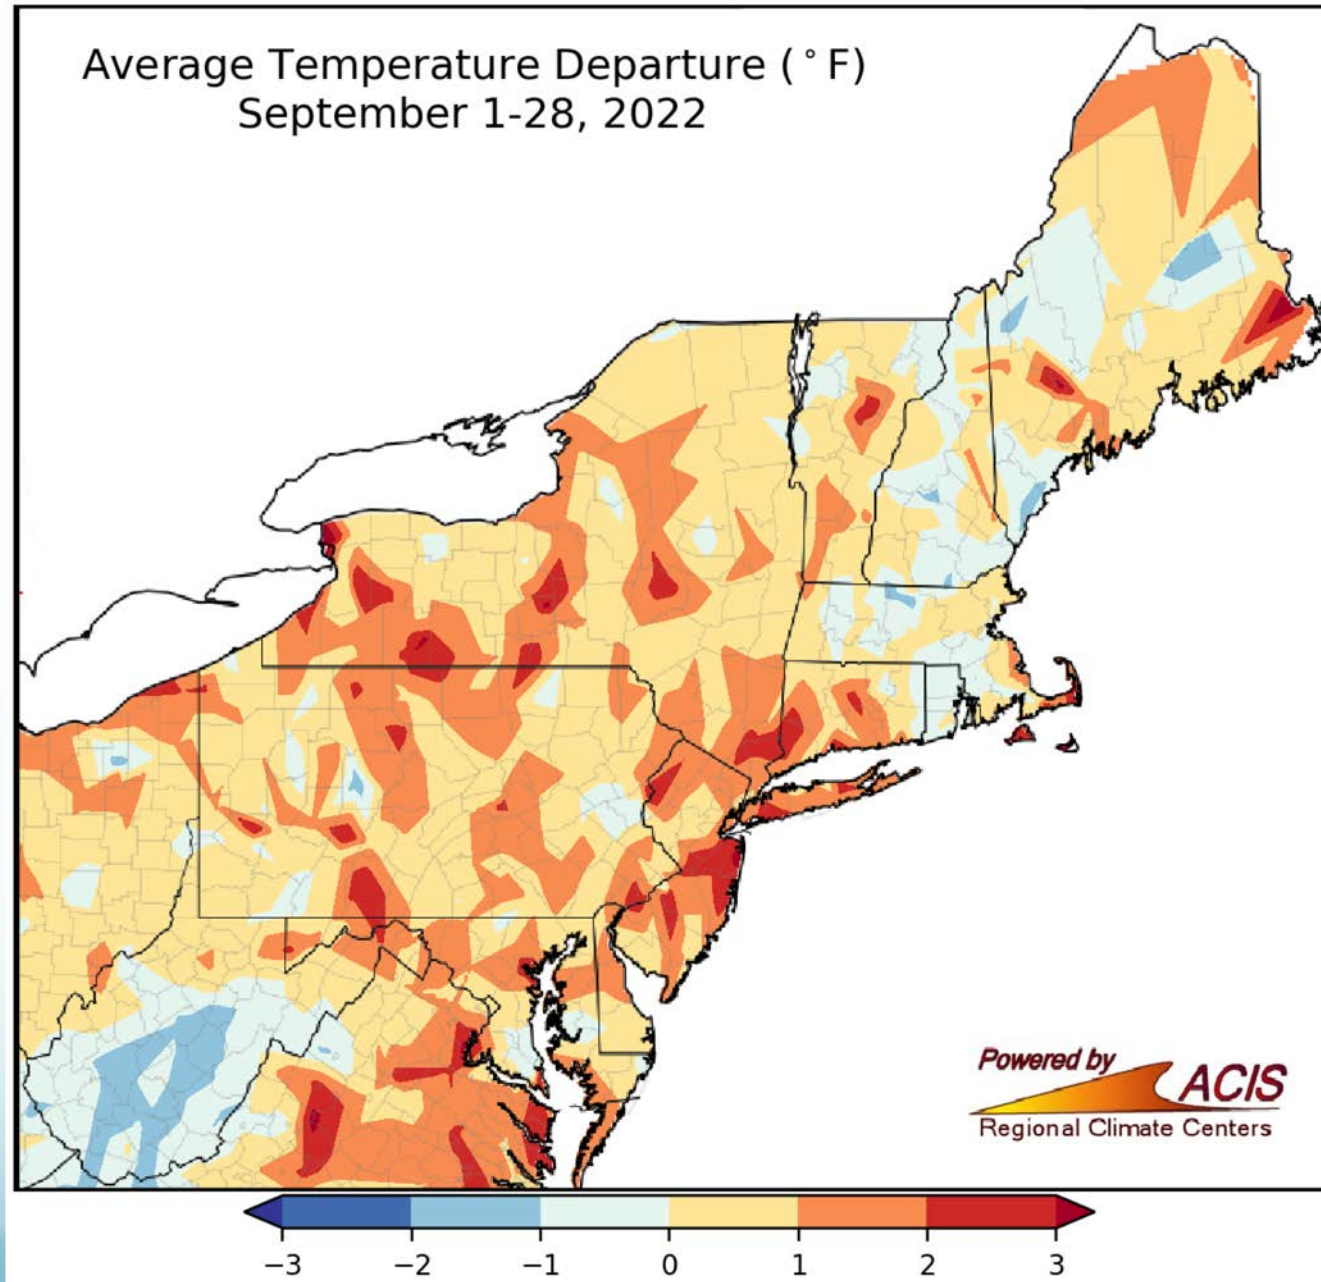 Average Temperature Departure (°F)
September 1-28, 2022
Powered by
ACIS
Regional Climate Centers
−3 −2 −1 0 1 2 3